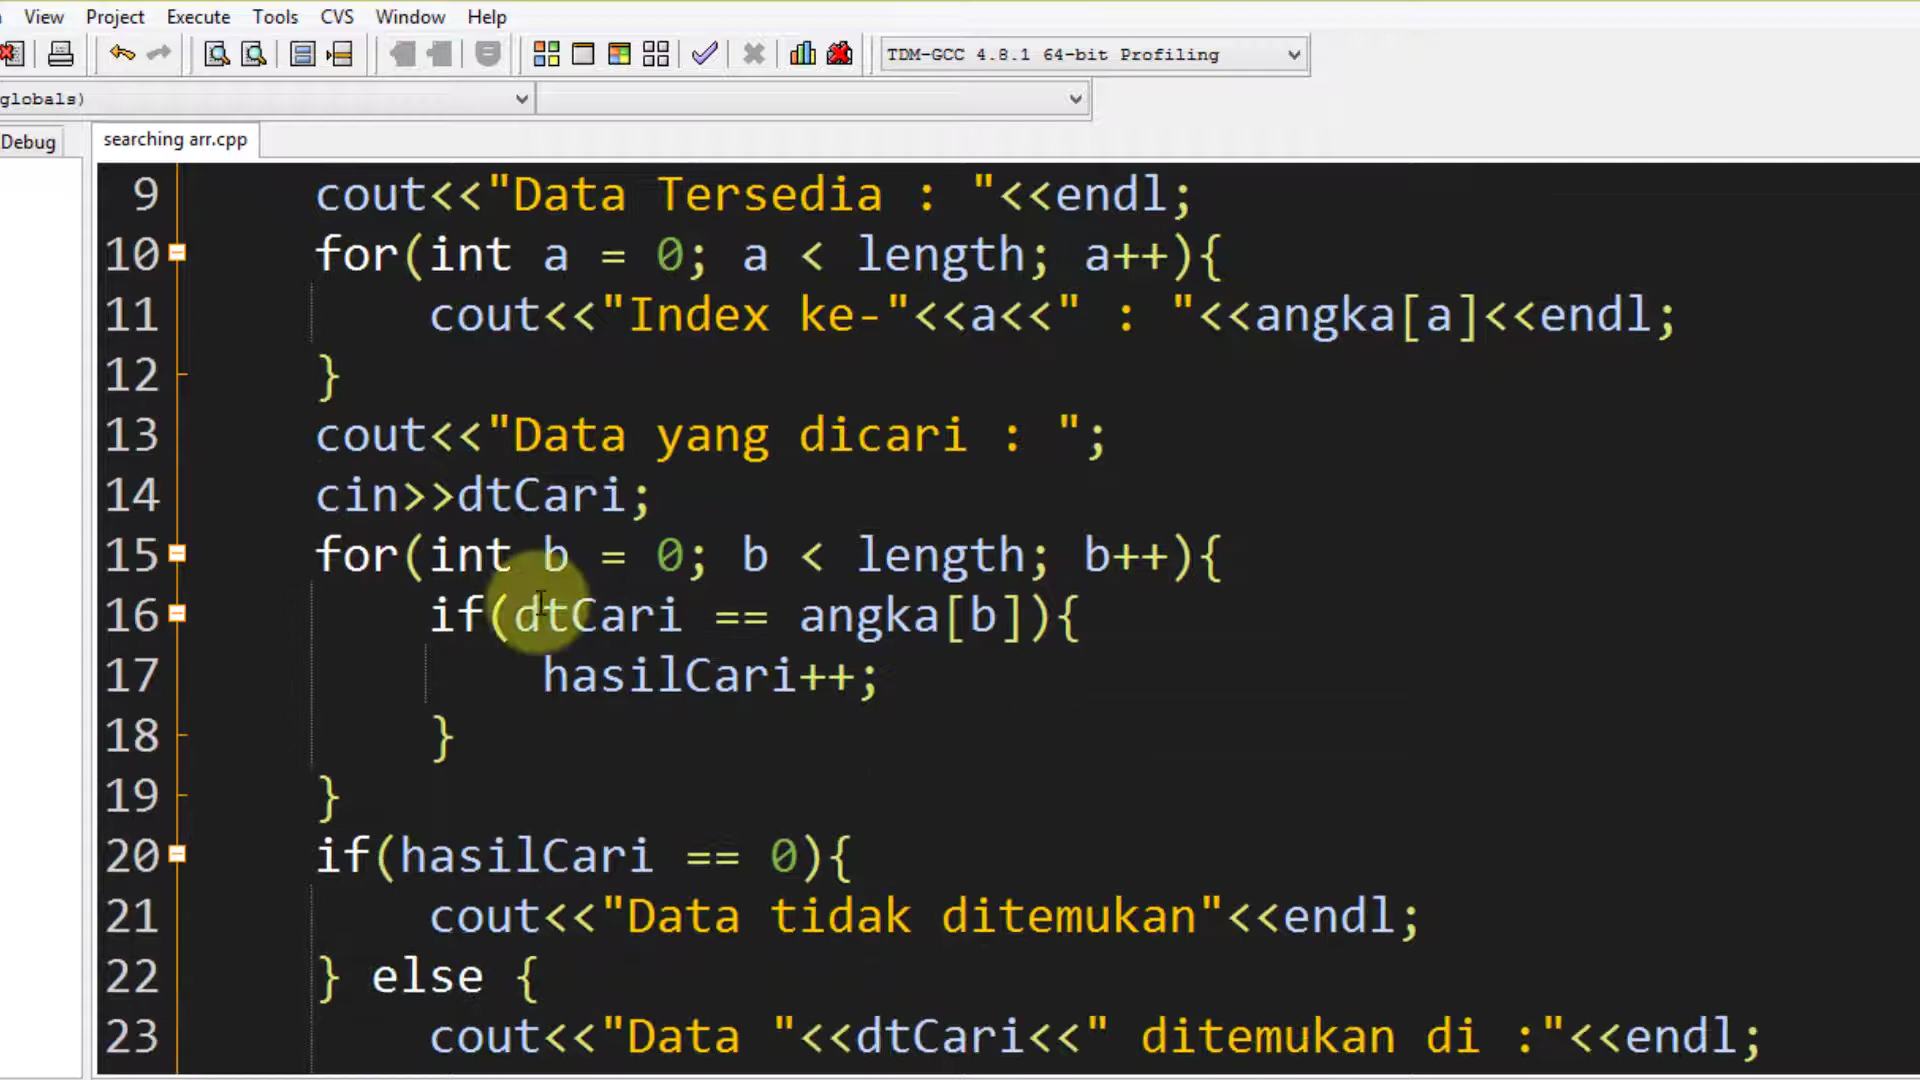 View Project Execute Tools CVS Window Help
TDM-GCC 4.8.1 64-bit Profiling
globals)
Debug searching arr.cpp
9 cout<<"Data Tersedia : "<<endl;
10 for(int a = 0; a < length; a++){
11 cout<<"Index ke-"<<a<<" : "<<angka[a]<<endl;
12 }
13 cout<<"Data yang dicari : ";
14 cin>>dtCari;
15 for(int b = 0; b < length; b++){
16 if(dtCari == angka[b]){
17 hasilCari++;
18 }
19 }
20 if(hasilCari == 0){
21 cout<<"Data tidak ditemukan"<<endl;
22 } else {
23 cout<<"Data "<<dtCari<<" ditemukan di :"<<endl;